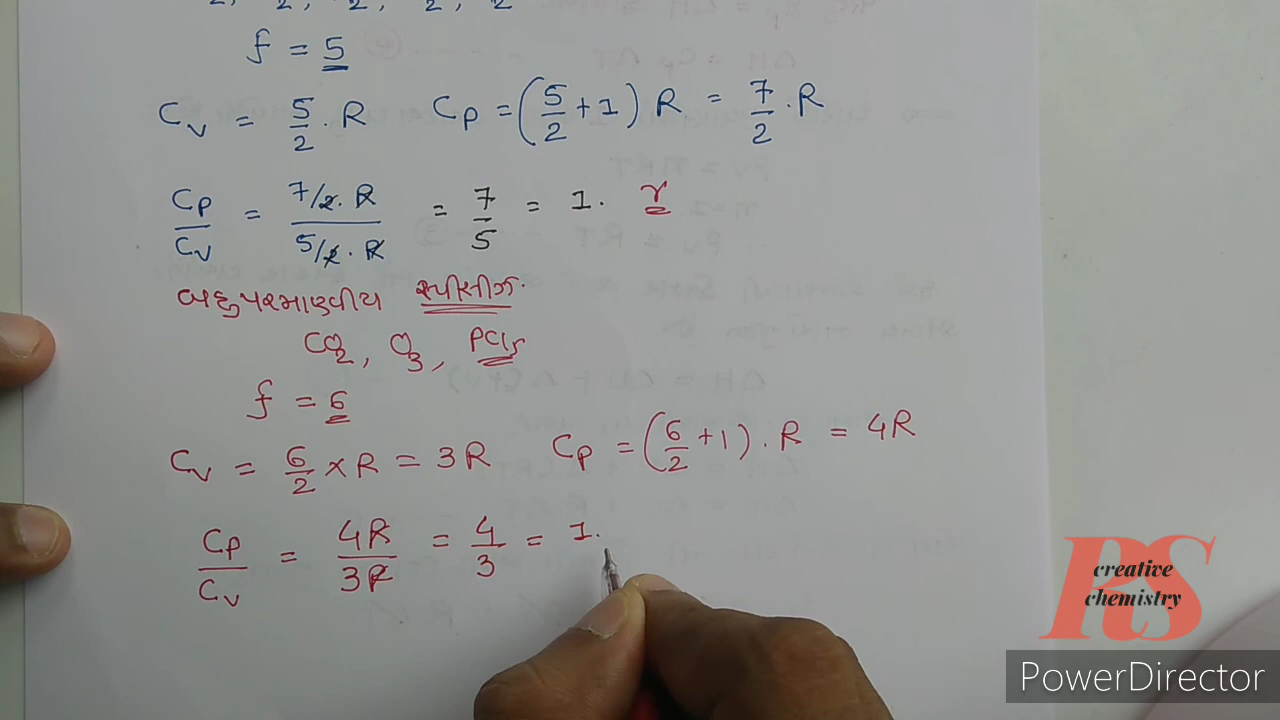 f = 5
Cv = 5/2 . R Cp = (5/2 + 1) R = 7/2 . R
Cp/Cv = 7/2 . R / 5/2 . R = 7/5 = 1. γ
બહુપરમાણ્વીય સ્પીસીઝ.
CO2, O3, PCl5
f = 6
Cv = 6/2 × R = 3R Cp = (6/2 + 1) . R = 4R
Cp/Cv = 4R/3R = 4/3 = 1.
RS
creative
chemistry
PowerDirector